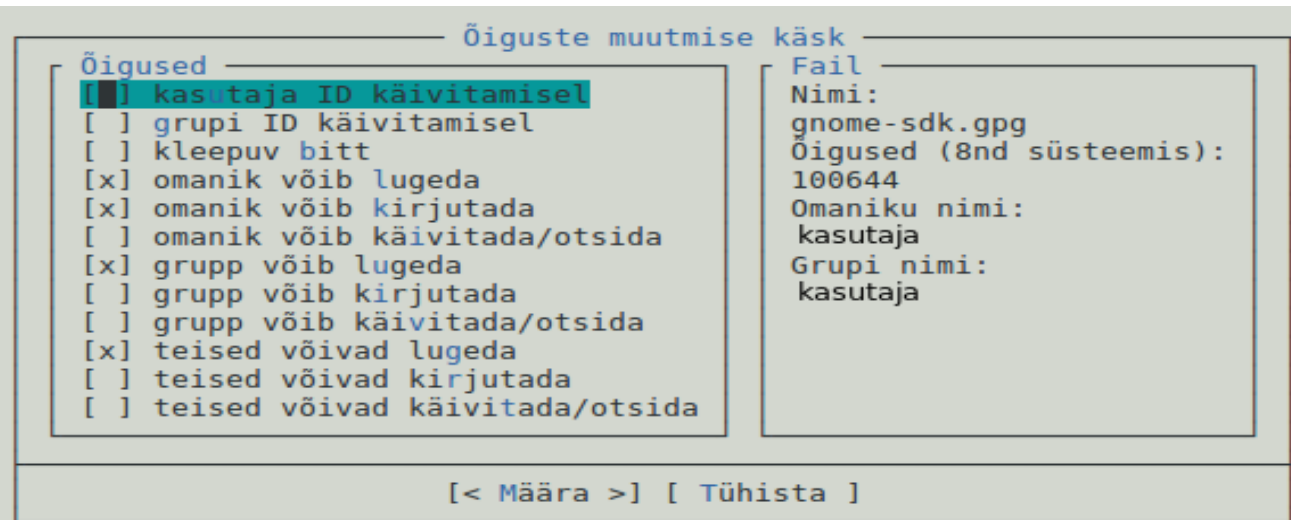 Õiguste muutmise käsk
Õigused
[ ] kasutaja ID käivitamisel
[ ] grupi ID käivitamisel
[ ] kleepuv bitt
[x] omanik võib lugeda
[x] omanik võib kirjutada
[ ] omanik võib käivitada/otsida
[x] grupp võib lugeda
[ ] grupp võib kirjutada
[ ] grupp võib käivitada/otsida
[x] teised võivad lugeda
[ ] teised võivad kirjutada
[ ] teised võivad käivitada/otsida
Fail
Nimi:
gnome-sdk.gpg
Õigused (8nd süsteemis):
100644
Omaniku nimi:
kasutaja
Grupi nimi:
kasutaja
[< Määra >] [ Tühista ]